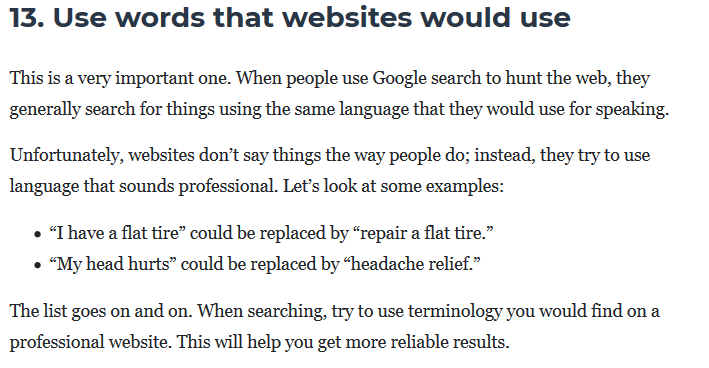 13. Use words that websites would use
This is a very important one. When people use Google search to hunt the web, they
generally search for things using the same language that they would use for speaking.
Unfortunately, websites don’t say things the way people do; instead, they try to use
language that sounds professional. Let’s look at some examples:
• “I have a flat tire” could be replaced by “repair a flat tire.”
• “My head hurts” could be replaced by “headache relief.”
The list goes on and on. When searching, try to use terminology you would find on a
professional website. This will help you get more reliable results.